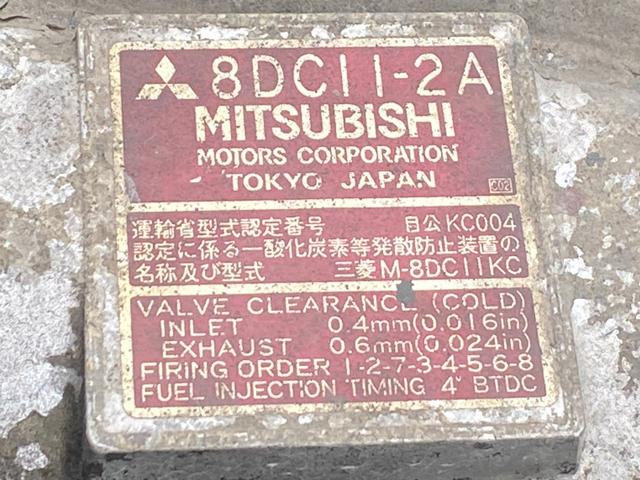 8DC11-2A
MITSUBISHI
MOTORS CORPORATION
TOKYO JAPAN
C02
運輸省型式認定番号 自公KC004
認定に係る一酸化炭素等発散防止装置の
名称及び型式 三菱M-8DC11KC
VALVE CLEARANCE (COLD)
INLET 0.4mm(0.016in)
EXHAUST 0.6mm(0.024in)
FIRING ORDER 1-2-7-3-4-5-6-8
FUEL INJECTION TIMING 4° BTDC